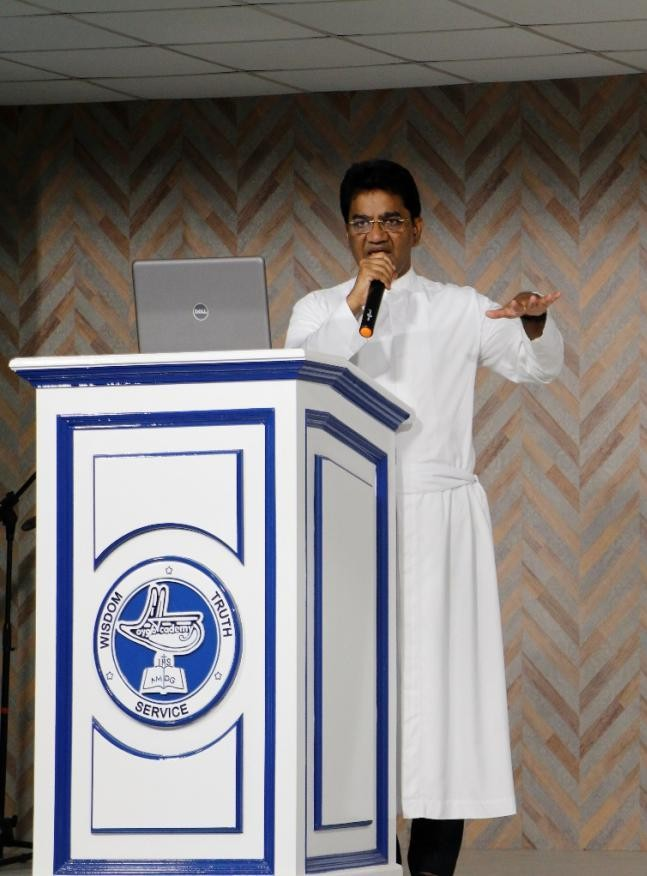 DELL
WISDOM
TRUTH
Loyola Academy
IHS
AMDG
SERVICE